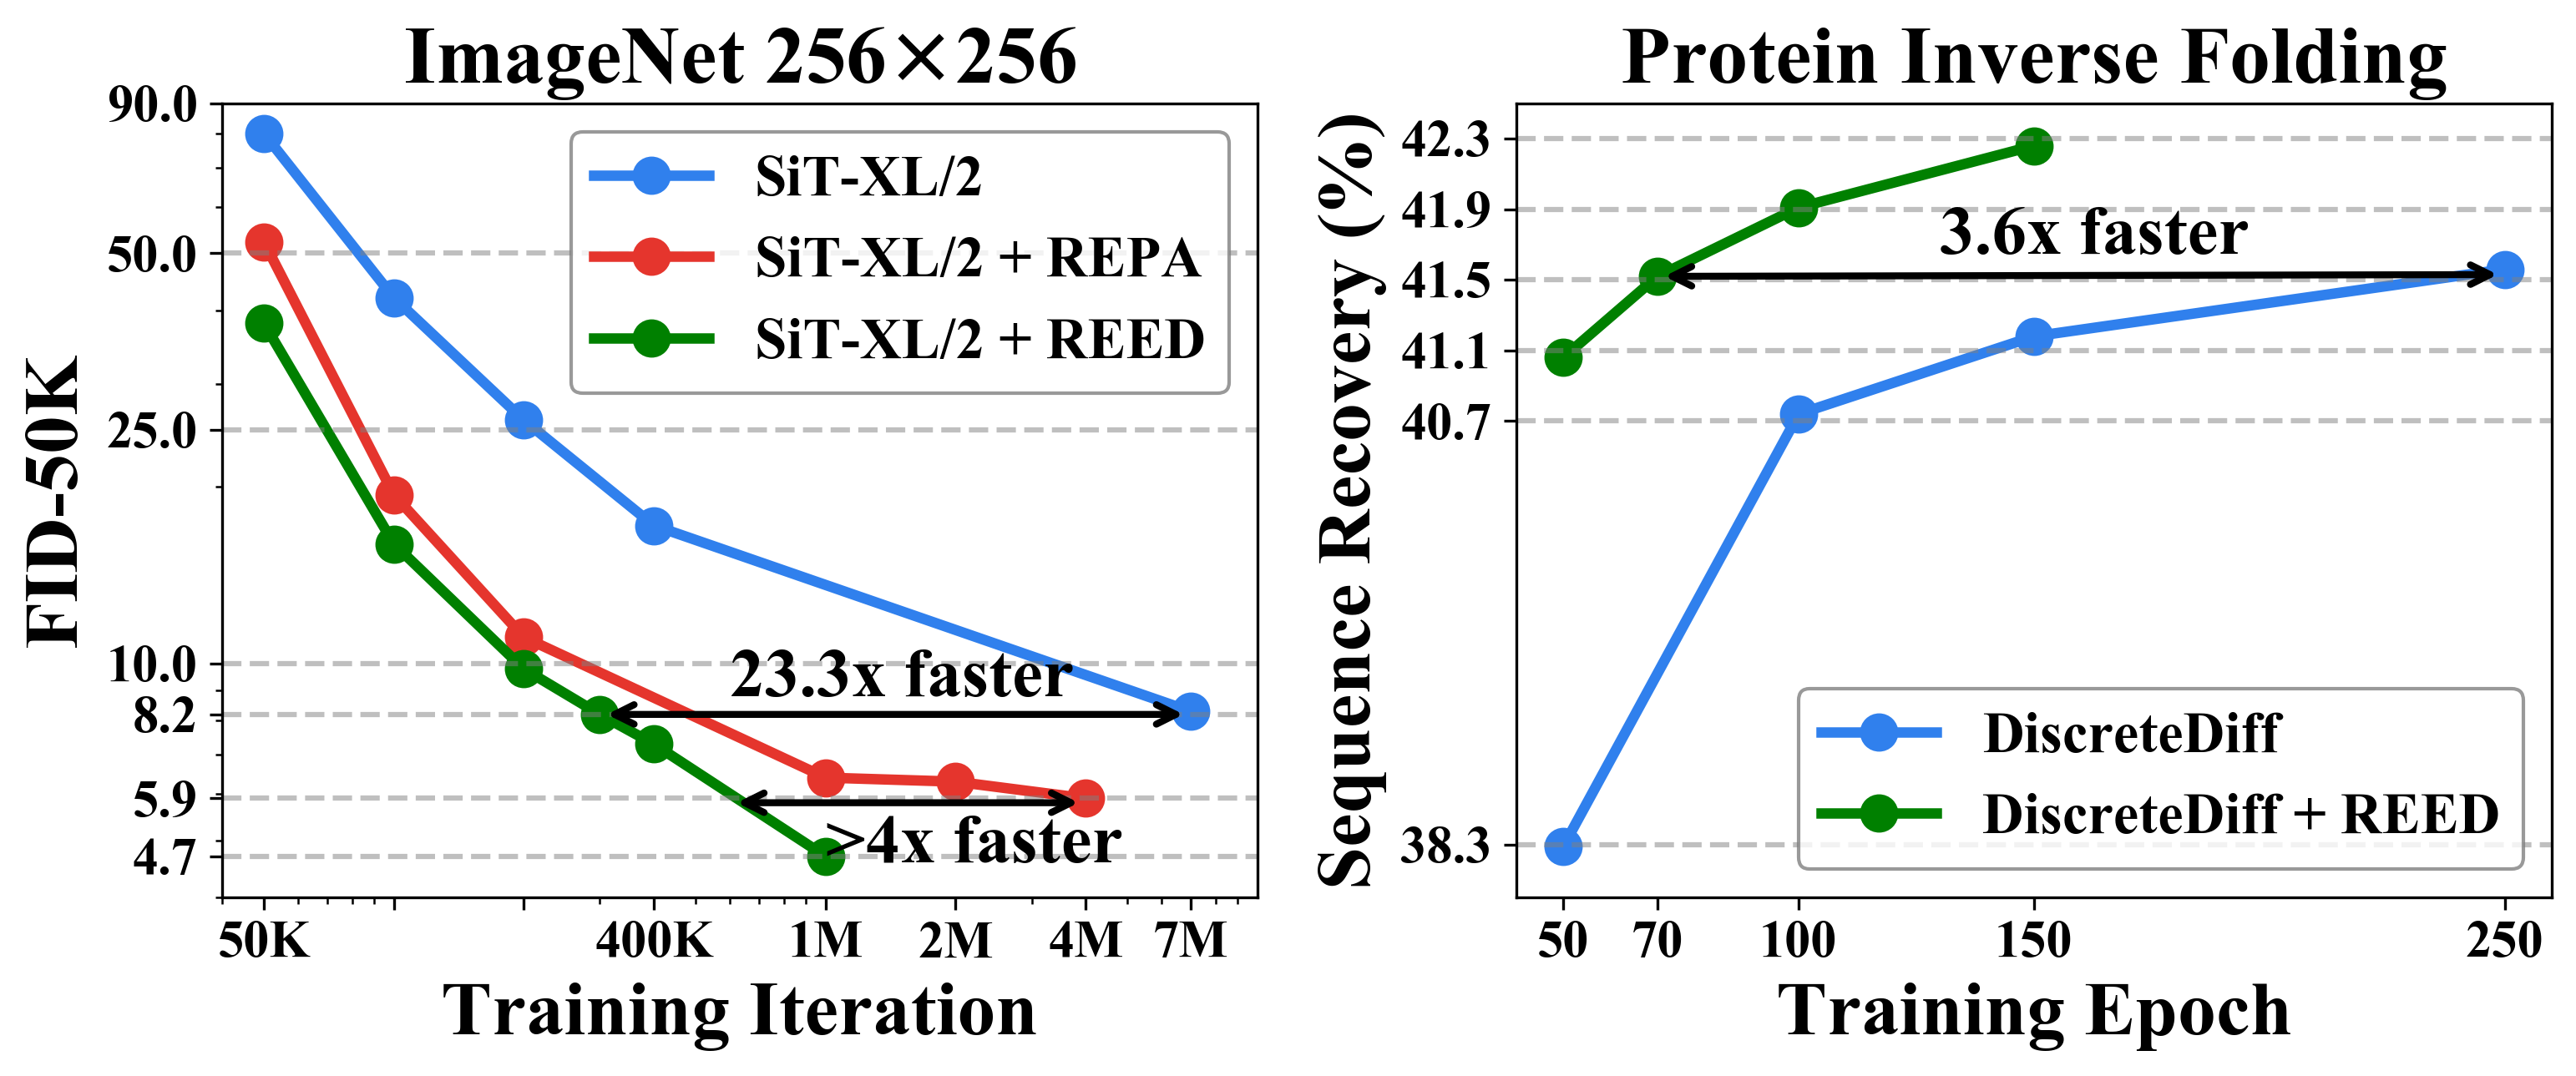 ImageNet 256×256
FID-50K
90.0
50.0
25.0
10.0
8.2
5.9
4.7
SiT-XL/2
SiT-XL/2 + REPA
SiT-XL/2 + REED
23.3x faster
>4x faster
50K 400K 1M 2M 4M 7M
Training Iteration
Protein Inverse Folding
Sequence Recovery (%)
42.3
41.9
41.5
41.1
40.7
38.3
3.6x faster
DiscreteDiff
DiscreteDiff + REED
50 70 100 150 250
Training Epoch